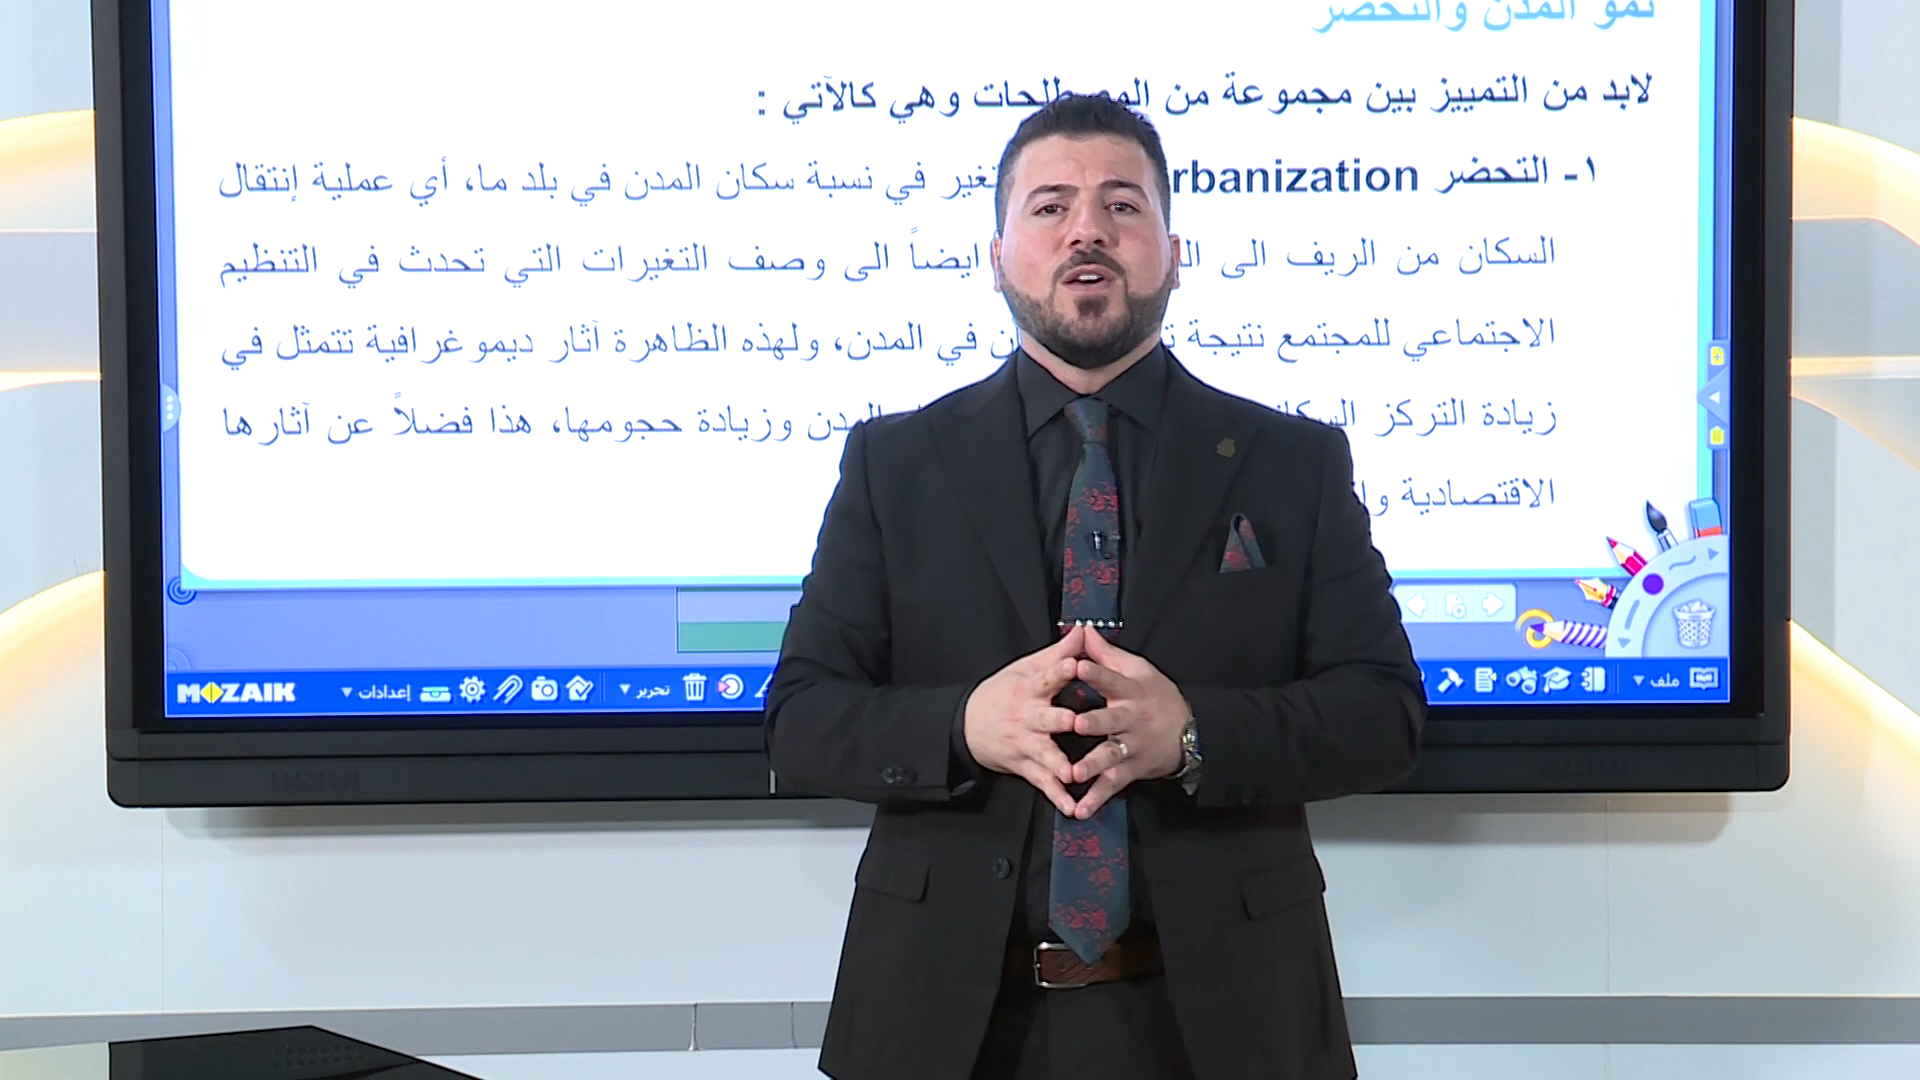 نمو المدن والتحضر
لابد من التمييز بين مجموعة من المصطلحات وهي كالآتي :
١- التحضر rbanization تغير في نسبة سكان المدن في بلد ما، أي عملية إنتقال
السكان من الريف الى ايضاً الى وصف التغيرات التي تحدث في التنظيم
الاجتماعي للمجتمع نتيجة في المدن، ولهذه الظاهرة آثار ديموغرافية تتمثل في
زيادة التركز المدن وزيادة حجومها، هذا فضلاً عن آثارها
الاقتصادية
ملف تحرير إعدادات MOZAIK